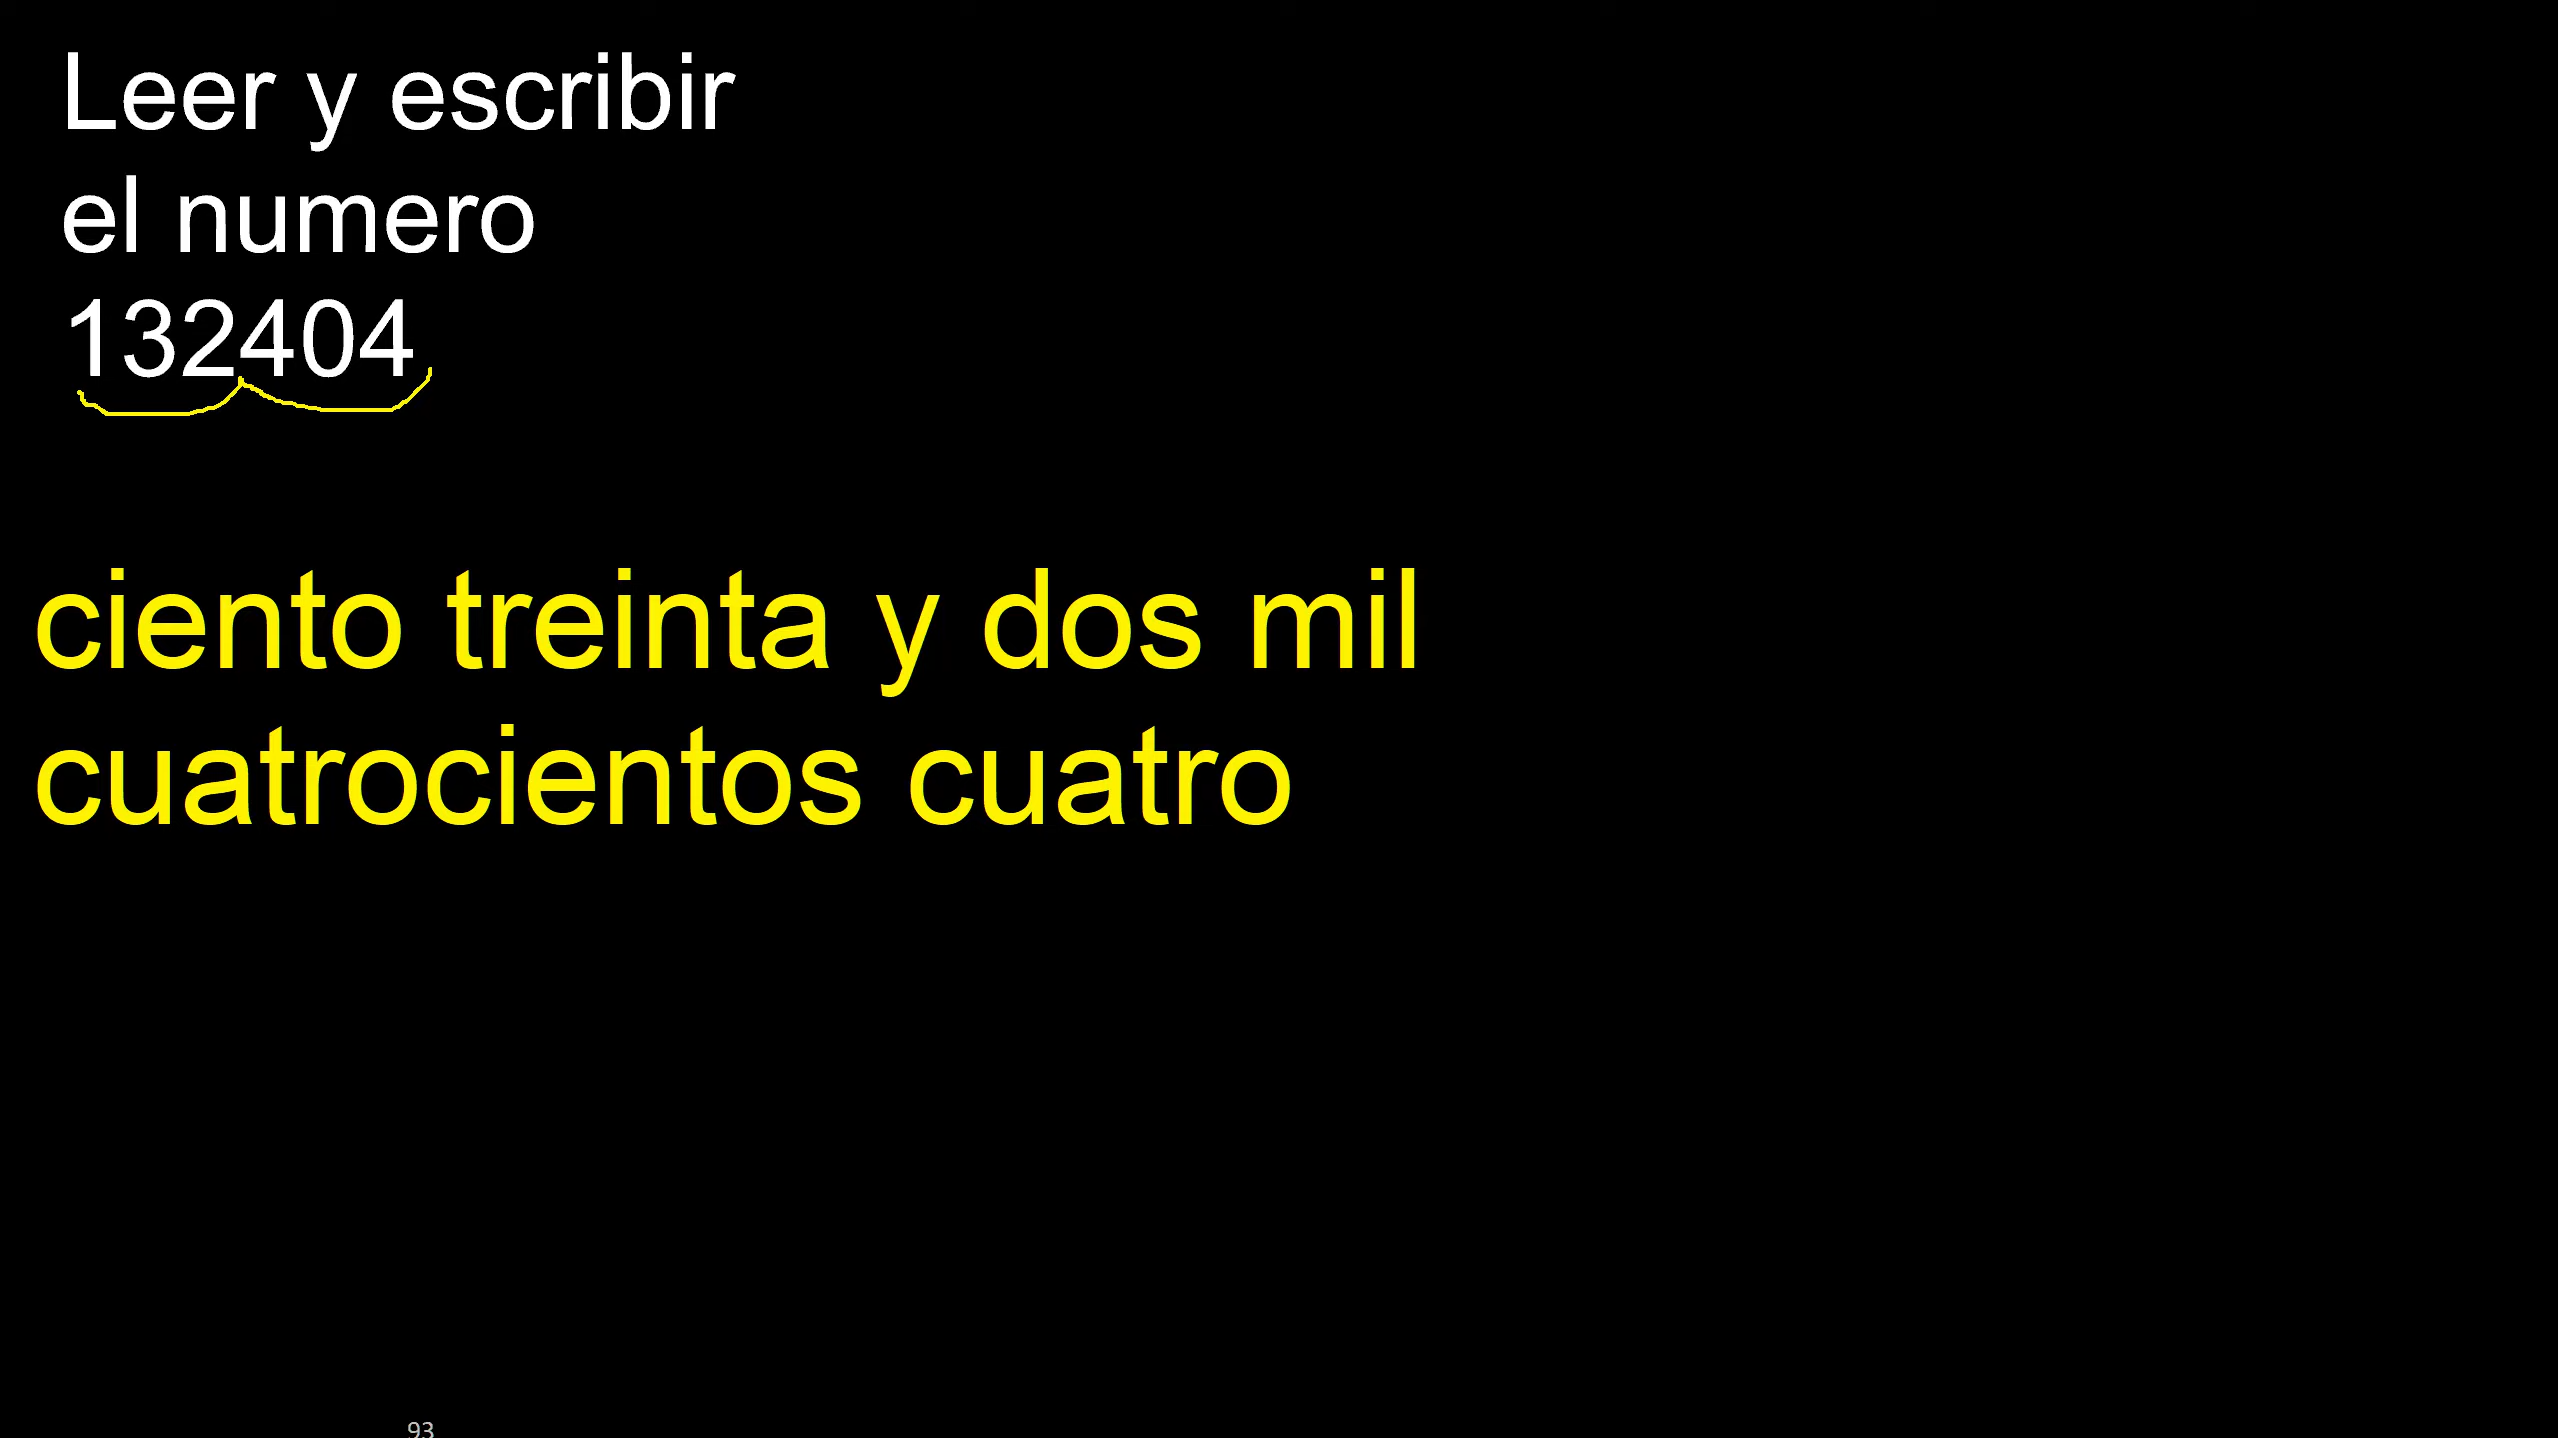 Leer y escribir
el numero
132404
ciento treinta y dos mil
cuatrocientos cuatro
93